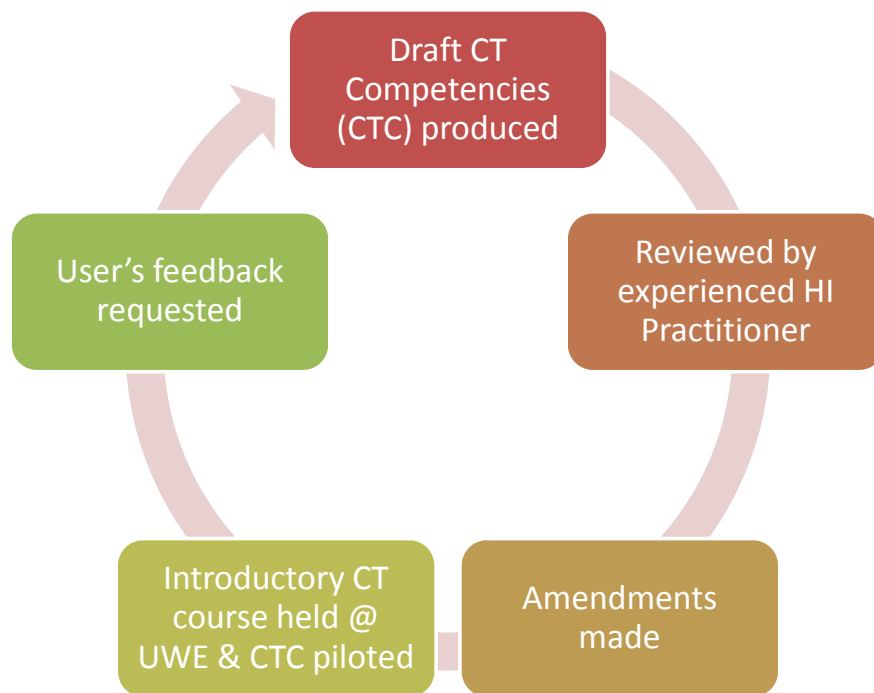 Draft CT
Competencies
(CTC) produced
Reviewed by
experienced HI
Practitioner
Amendments
made
Introductory CT
course held @
UWE & CTC piloted
User’s feedback
requested